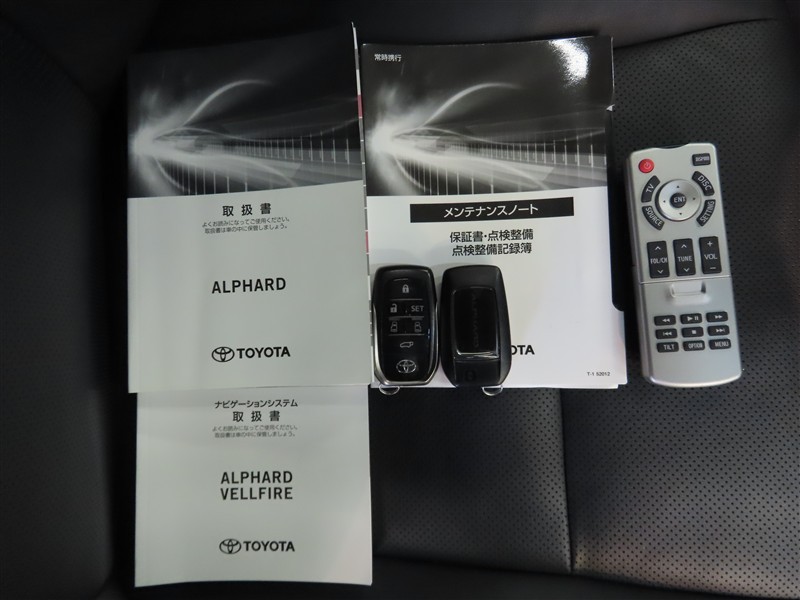 取扱書
よくお読みになってご使用ください。
取扱書は車の中に保管しましょう。
ALPHARD
TOYOTA
ナビゲーションシステム
取扱書
よくお読みになってご使用ください。
取扱書は車の中に保管しましょう。
ALPHARD
VELLFIRE
TOYOTA
常時携行
メンテナンスノート
保証書・点検整備
点検整備記録簿
OTA
SET
TV
DISC
ENT
SOURCE
SETTING
FOL/CH
TUNE
VOL
TILT
OPTION
MENU